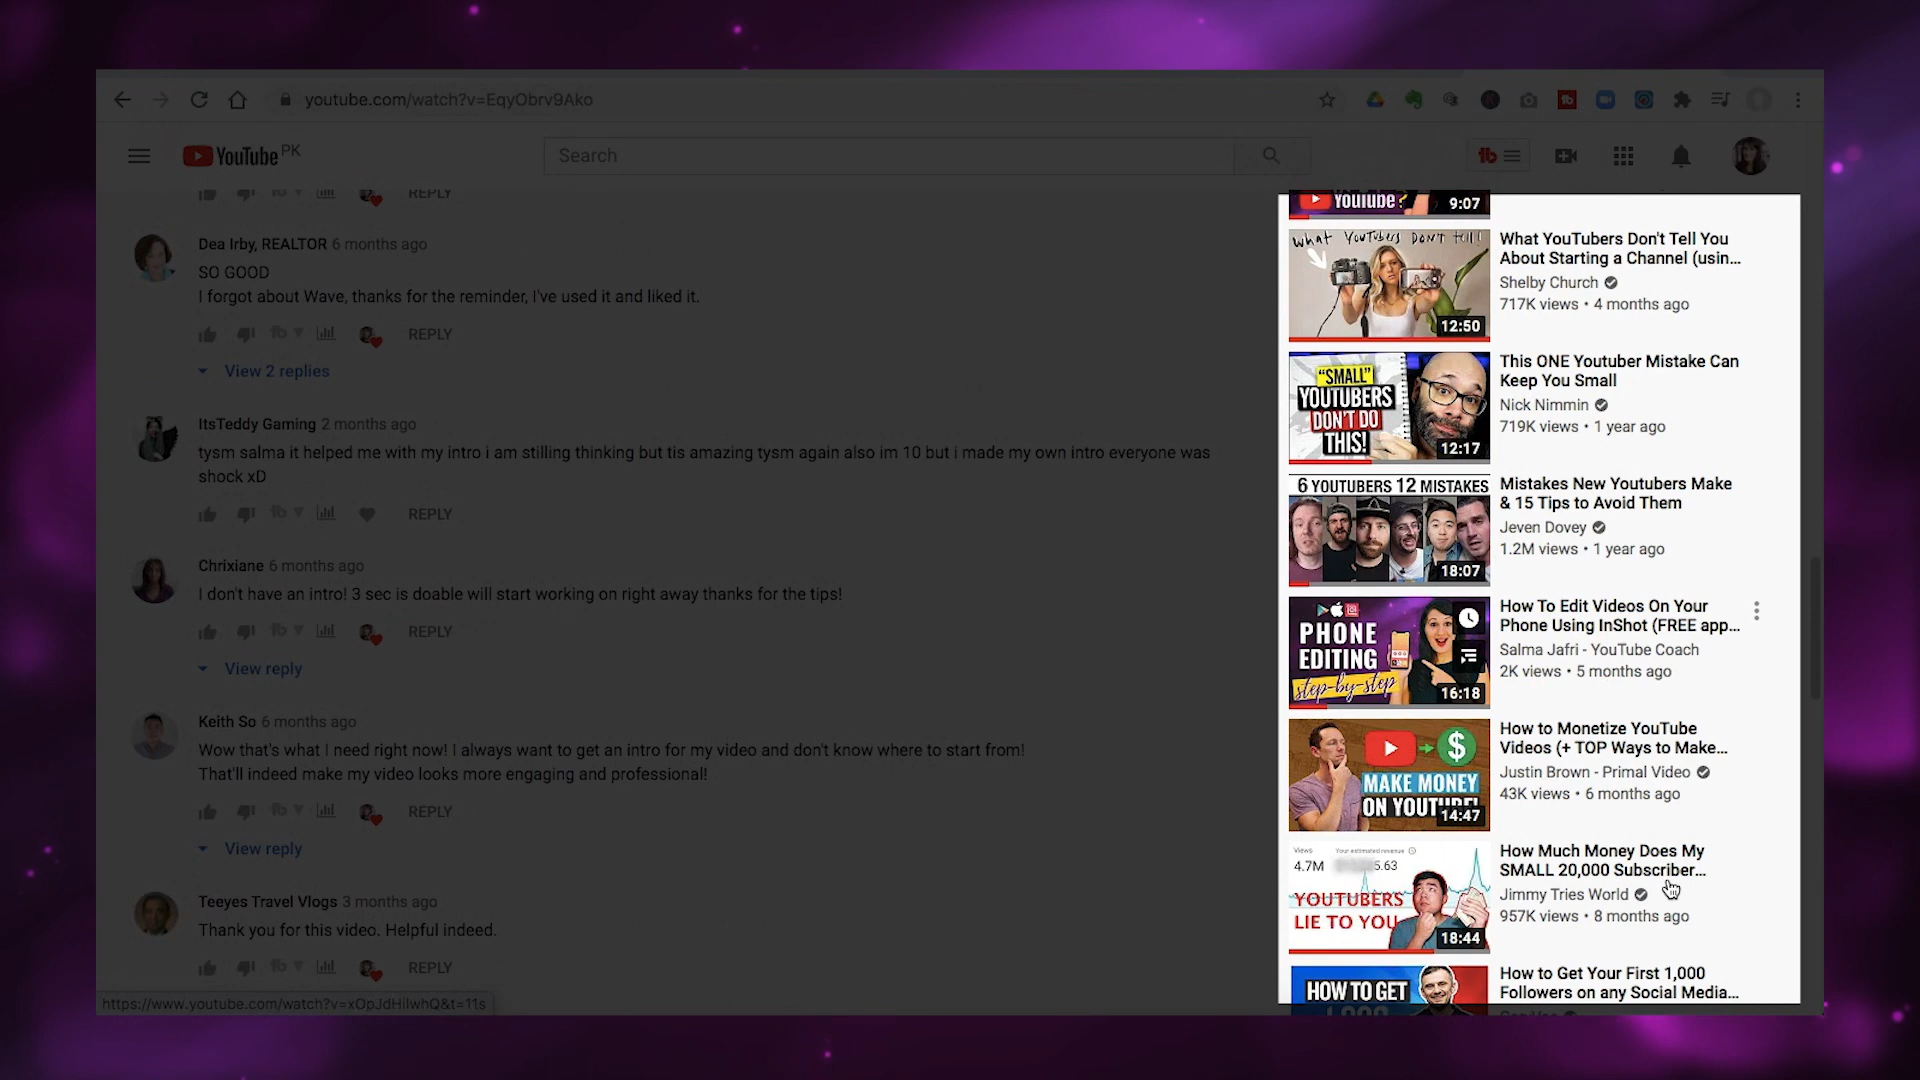 youtube.com/watch?v=EqyObrv9Ako
YouTube PK
Search
REPLY
Dea Irby, REALTOR 6 months ago
SO GOOD
I forgot about Wave, thanks for the reminder, I've used it and liked it.
REPLY
View 2 replies
ItsTeddy Gaming 2 months ago
tysm salma it helped me with my intro i am stilling thinking but tis amazing tysm again also im 10 but i made my own intro everyone was
shock xD
REPLY
Chrixiane 6 months ago
I don't have an intro! 3 sec is doable will start working on right away thanks for the tips!
REPLY
View reply
Keith So 6 months ago
Wow that's what I need right now! I always want to get an intro for my video and don't know where to start from!
That'll indeed make my video looks more engaging and professional!
REPLY
View reply
Teeyes Travel Vlogs 3 months ago
Thank you for this video. Helpful indeed.
REPLY
https://www.youtube.com/watch?v=xOpJdHiIwhQ&t=11s
YouTube?
9:07
WHAT YOUTUBERS DON'T TELL!
12:50
What YouTubers Don't Tell You
About Starting a Channel (usin...
Shelby Church
717K views • 4 months ago
"SMALL"
YOUTUBERS
DON'T DO
THIS!
12:17
This ONE Youtuber Mistake Can
Keep You Small
Nick Nimmin
719K views • 1 year ago
6 YOUTUBERS 12 MISTAKES
18:07
Mistakes New Youtubers Make
& 15 Tips to Avoid Them
Jeven Dovey
1.2M views • 1 year ago
PHONE
EDITING
step-by-step
16:18
How To Edit Videos On Your
Phone Using InShot (FREE app...
Salma Jafri - YouTube Coach
2K views • 5 months ago
MAKE MONEY
ON YOUTUBE!
14:47
How to Monetize YouTube
Videos (+ TOP Ways to Make...
Justin Brown - Primal Video
43K views • 6 months ago
Views
Your estimated revenue
4.7M
5.63
YOUTUBERS
LIE TO YOU
18:44
How Much Money Does My
SMALL 20,000 Subscriber...
Jimmy Tries World
957K views • 8 months ago
HOW TO GET
How to Get Your First 1,000
Followers on any Social Media...